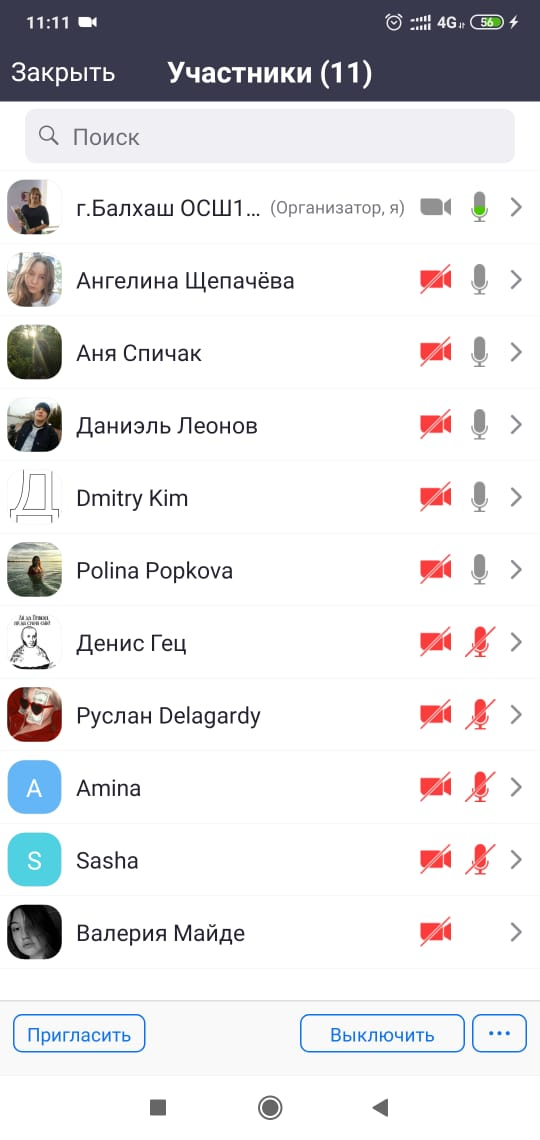 11:11 4G 56
Закрыть Участники (11)
Поиск
г.Балхаш ОСШ1... (Организатор, я)
Ангелина Щепачёва
Аня Спичак
Даниэль Леонов
Д
Dmitry Kim
Polina Popkova
Денис Гец
Руслан Delagardy
A Amina
S Sasha
Валерия Майде
Пригласить Выключить ...